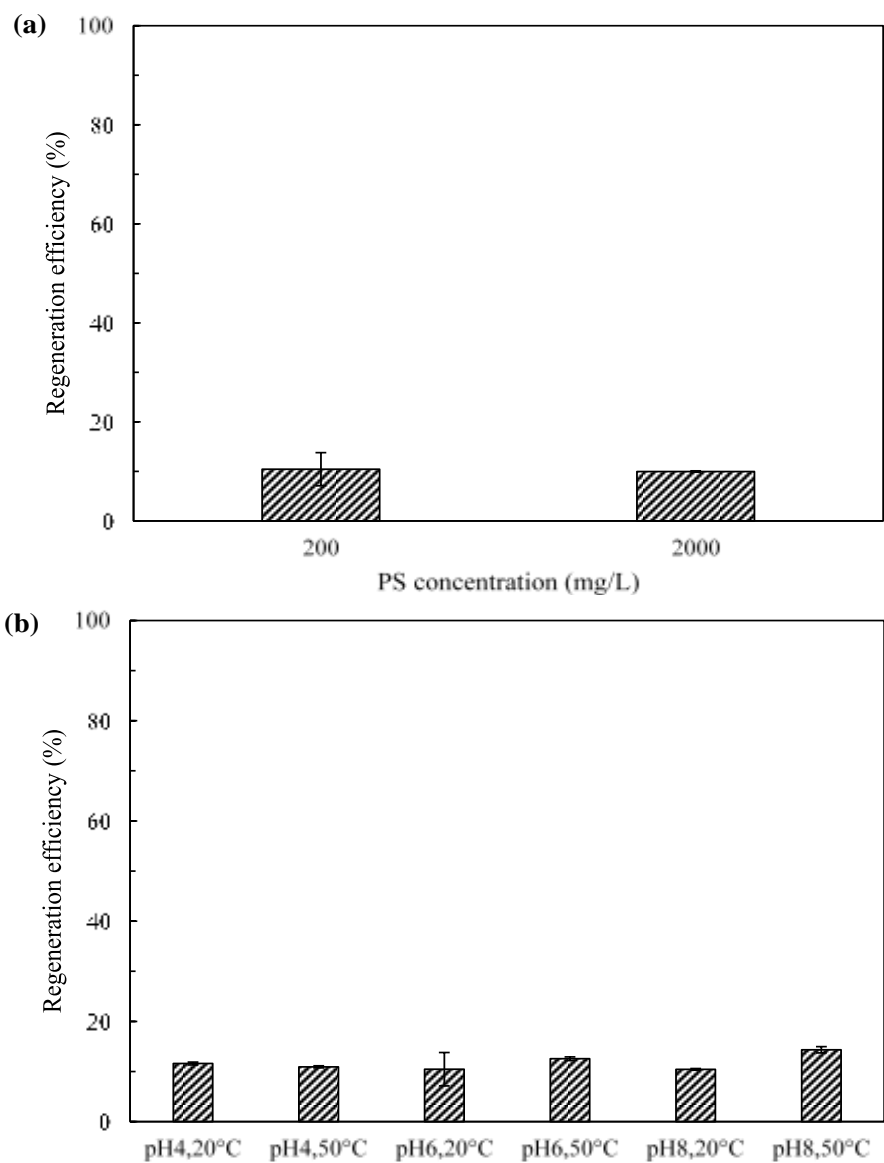 (a)
Regeneration efficiency (%)
100
80
60
40
20
0
200 2000
PS concentration (mg/L)
(b)
Regeneration efficiency (%)
100
80
60
40
20
0
pH4,20°C pH4,50°C pH6,20°C pH6,50°C pH8,20°C pH8,50°C